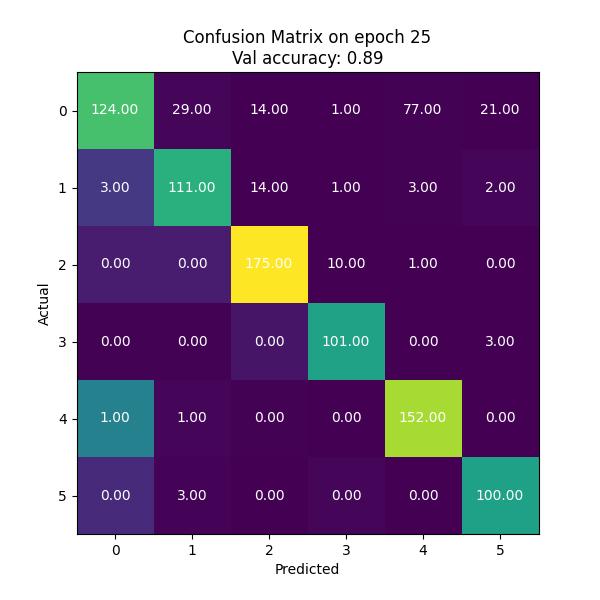 Confusion Matrix on epoch 25
Val accuracy: 0.89
0 124.00 29.00 14.00 1.00 77.00 21.00
1 3.00 111.00 14.00 1.00 3.00 2.00
2 0.00 0.00 175.00 10.00 1.00 0.00
Actual
3 0.00 0.00 0.00 101.00 0.00 3.00
4 1.00 1.00 0.00 0.00 152.00 0.00
5 0.00 3.00 0.00 0.00 0.00 100.00
0 1 2 3 4 5
Predicted